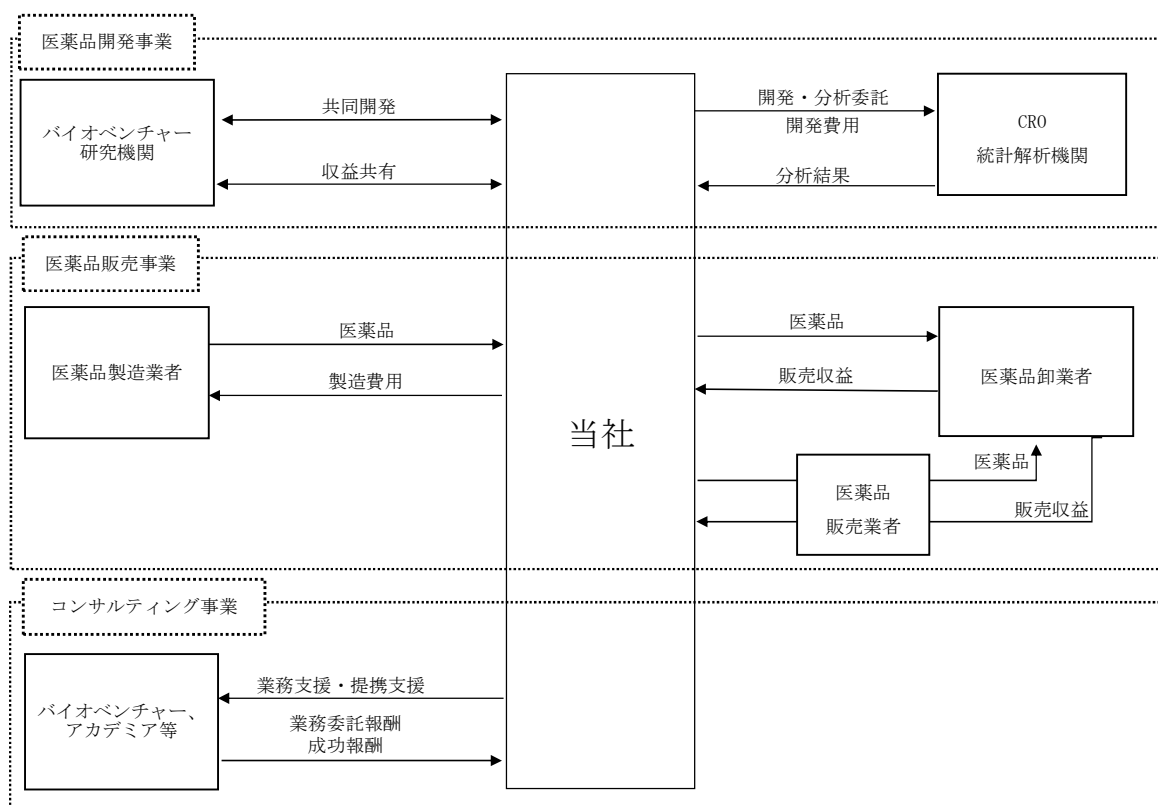 医薬品開発事業
バイオベンチャー
研究機関
共同開発
収益共有
開発・分析委託
開発費用
分析結果
CRO
統計解析機関
医薬品販売事業
医薬品製造業者
医薬品
製造費用
当社
医薬品
販売収益
医薬品卸業者
医薬品
販売業者
医薬品
販売収益
コンサルティング事業
バイオベンチャー、
アカデミア等
業務支援・提携支援
業務委託報酬
成功報酬